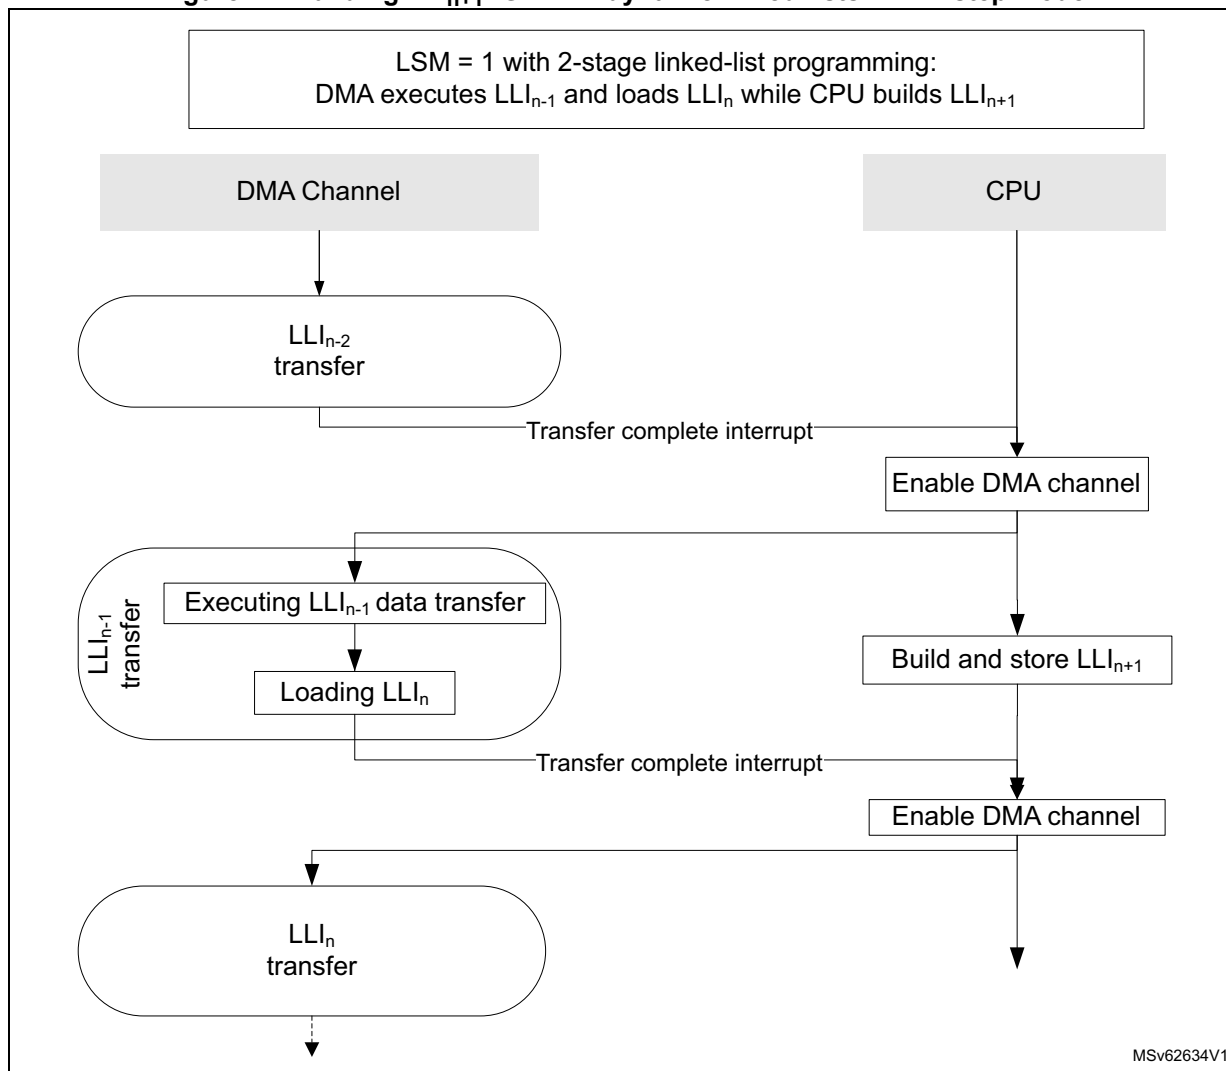 LSM = 1 with 2-stage linked-list programming:
DMA executes LLIn-1 and loads LLIn while CPU builds LLIn+1
DMA Channel
CPU
LLIn-2
transfer
Transfer complete interrupt
Enable DMA channel
LLIn-1
transfer
Executing LLIn-1 data transfer
Loading LLIn
Build and store LLIn+1
Transfer complete interrupt
Enable DMA channel
LLIn
transfer
MSv62634V1